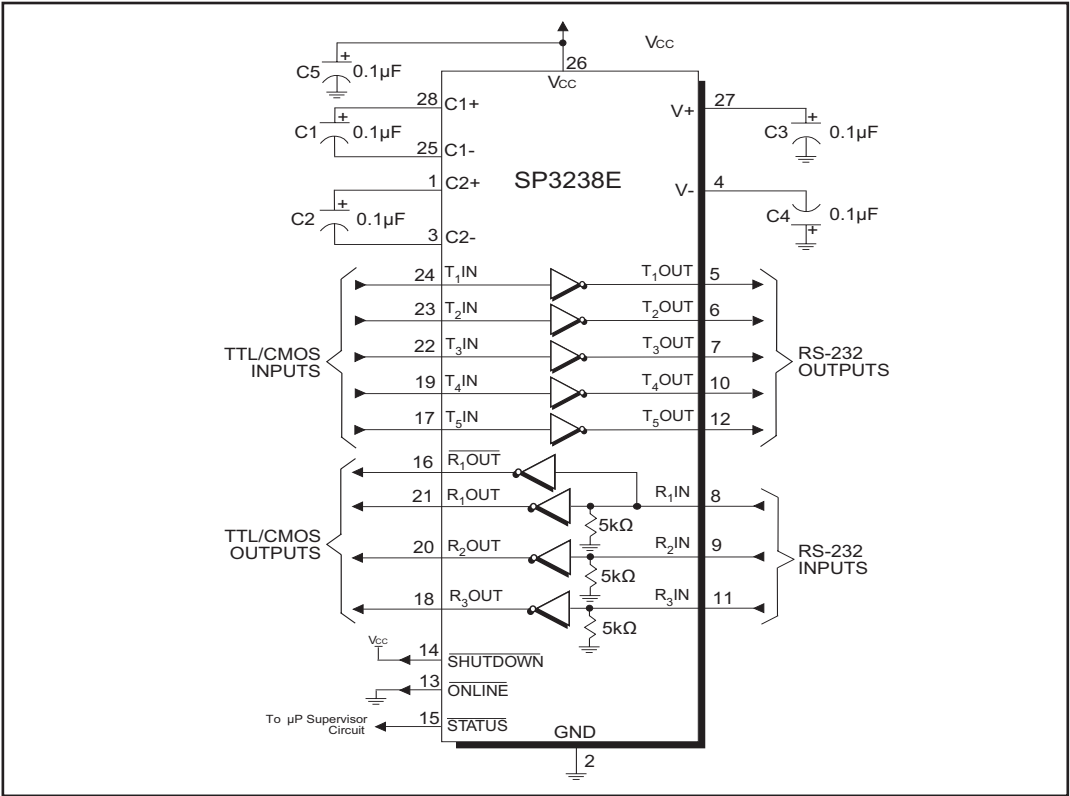 VCC
26
VCC
C5 + 0.1µF
28 C1+
C1 + 0.1µF
25 C1-
1 C2+
C2 + 0.1µF
3 C2-
SP3238E
V+ 27
C3 + 0.1µF
V- 4
C4 0.1µF +
24 T1IN T1OUT 5
23 T2IN T2OUT 6
22 T3IN T3OUT 7
19 T4IN T4OUT 10
17 T5IN T5OUT 12
TTL/CMOS
INPUTS
RS-232
OUTPUTS
16 R1OUT
21 R1OUT R1IN 8
5kΩ
20 R2OUT R2IN 9
5kΩ
18 R3OUT R3IN 11
5kΩ
TTL/CMOS
OUTPUTS
RS-232
INPUTS
VCC
14 SHUTDOWN
13 ONLINE
To µP Supervisor
Circuit
15 STATUS
GND
2